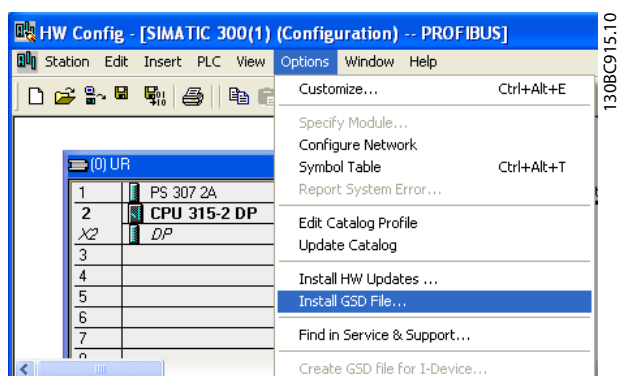 HW Config - [SIMATIC 300(1) (Configuration) -- PROFIBUS]
Station Edit Insert PLC View Options Window Help
Customize... Ctrl+Alt+E
Specify Module...
Configure Network
Symbol Table Ctrl+Alt+T
Report System Error...
Edit Catalog Profile
Update Catalog
Install HW Updates ...
Install GSD File...
Find in Service & Support...
Create GSD file for I-Device...
(0) UR
1 PS 307 2A
2 CPU 315-2 DP
X2 DP
3
4
5
6
7
130BC915.10